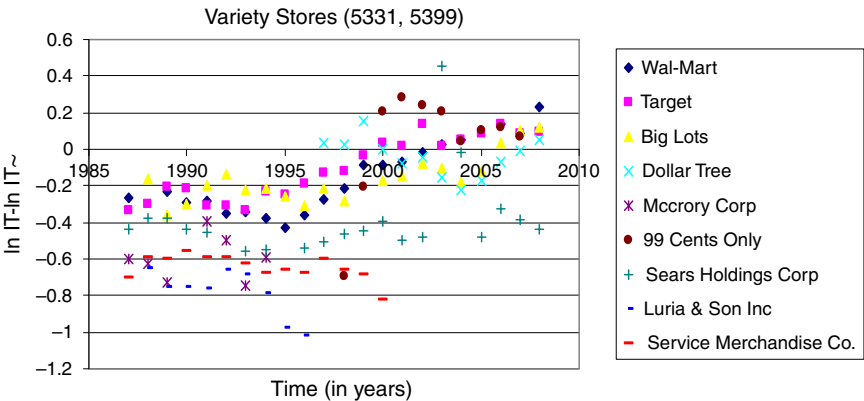 Variety Stores (5331, 5399)
ln IT-ln IT~
0.6
0.4
0.2
0
−0.2
−0.4
−0.6
−0.8
−1
−1.2
1985 1990 1995 2000 2005 2010
Time (in years)
Wal-Mart
Target
Big Lots
Dollar Tree
Mccrory Corp
99 Cents Only
Sears Holdings Corp
Luria & Son Inc
Service Merchandise Co.